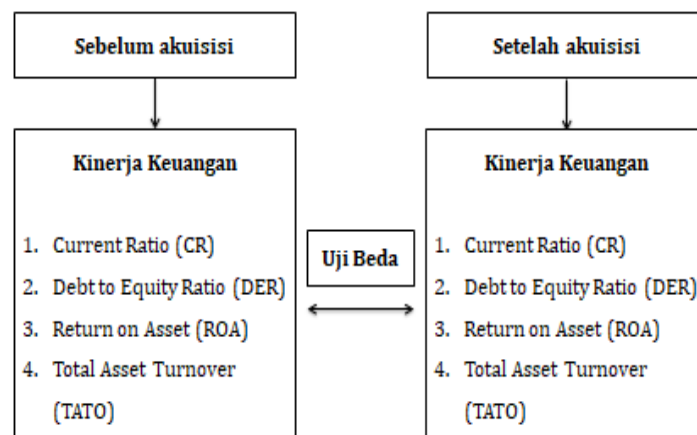 Sebelum akuisisi
Setelah akuisisi
Kinerja Keuangan
1. Current Ratio (CR)
2. Debt to Equity Ratio (DER)
3. Return on Asset (ROA)
4. Total Asset Turnover
(TATO)
Uji Beda
Kinerja Keuangan
1. Current Ratio (CR)
2. Debt to Equity Ratio (DER)
3. Return on Asset (ROA)
4. Total Asset Turnover
(TATO)